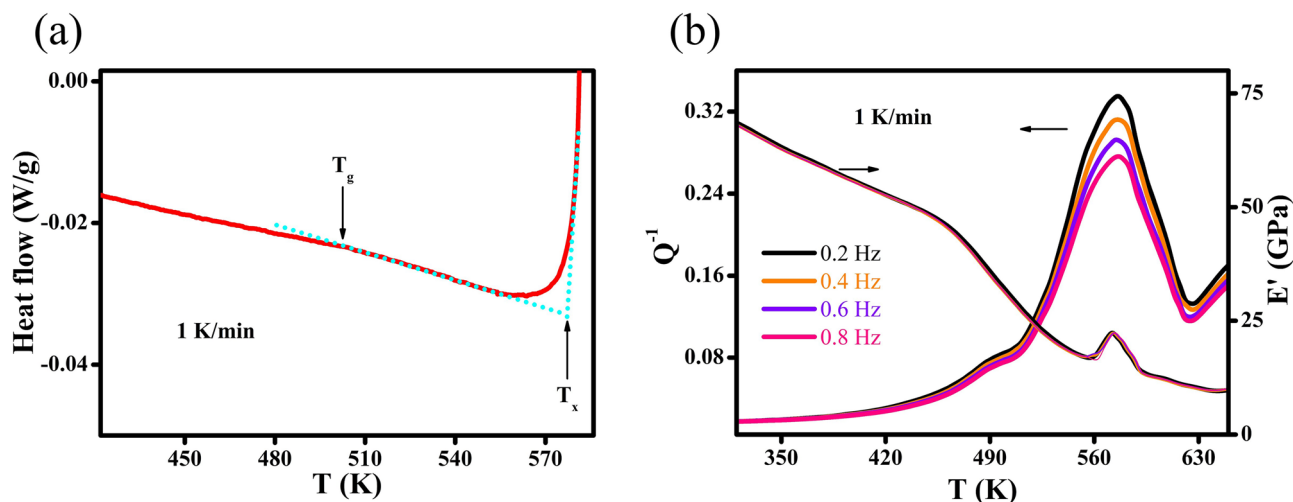 (a)
0.00
-0.02
-0.04
Heat flow (W/g)
Tg
1 K/min
Tx
450 480 510 540 570
T (K)
(b)
0.32
0.24
0.16
0.08
Q-1
1 K/min
0.2 Hz
0.4 Hz
0.6 Hz
0.8 Hz
75
50
25
0
E' (GPa)
350 420 490 560 630
T (K)